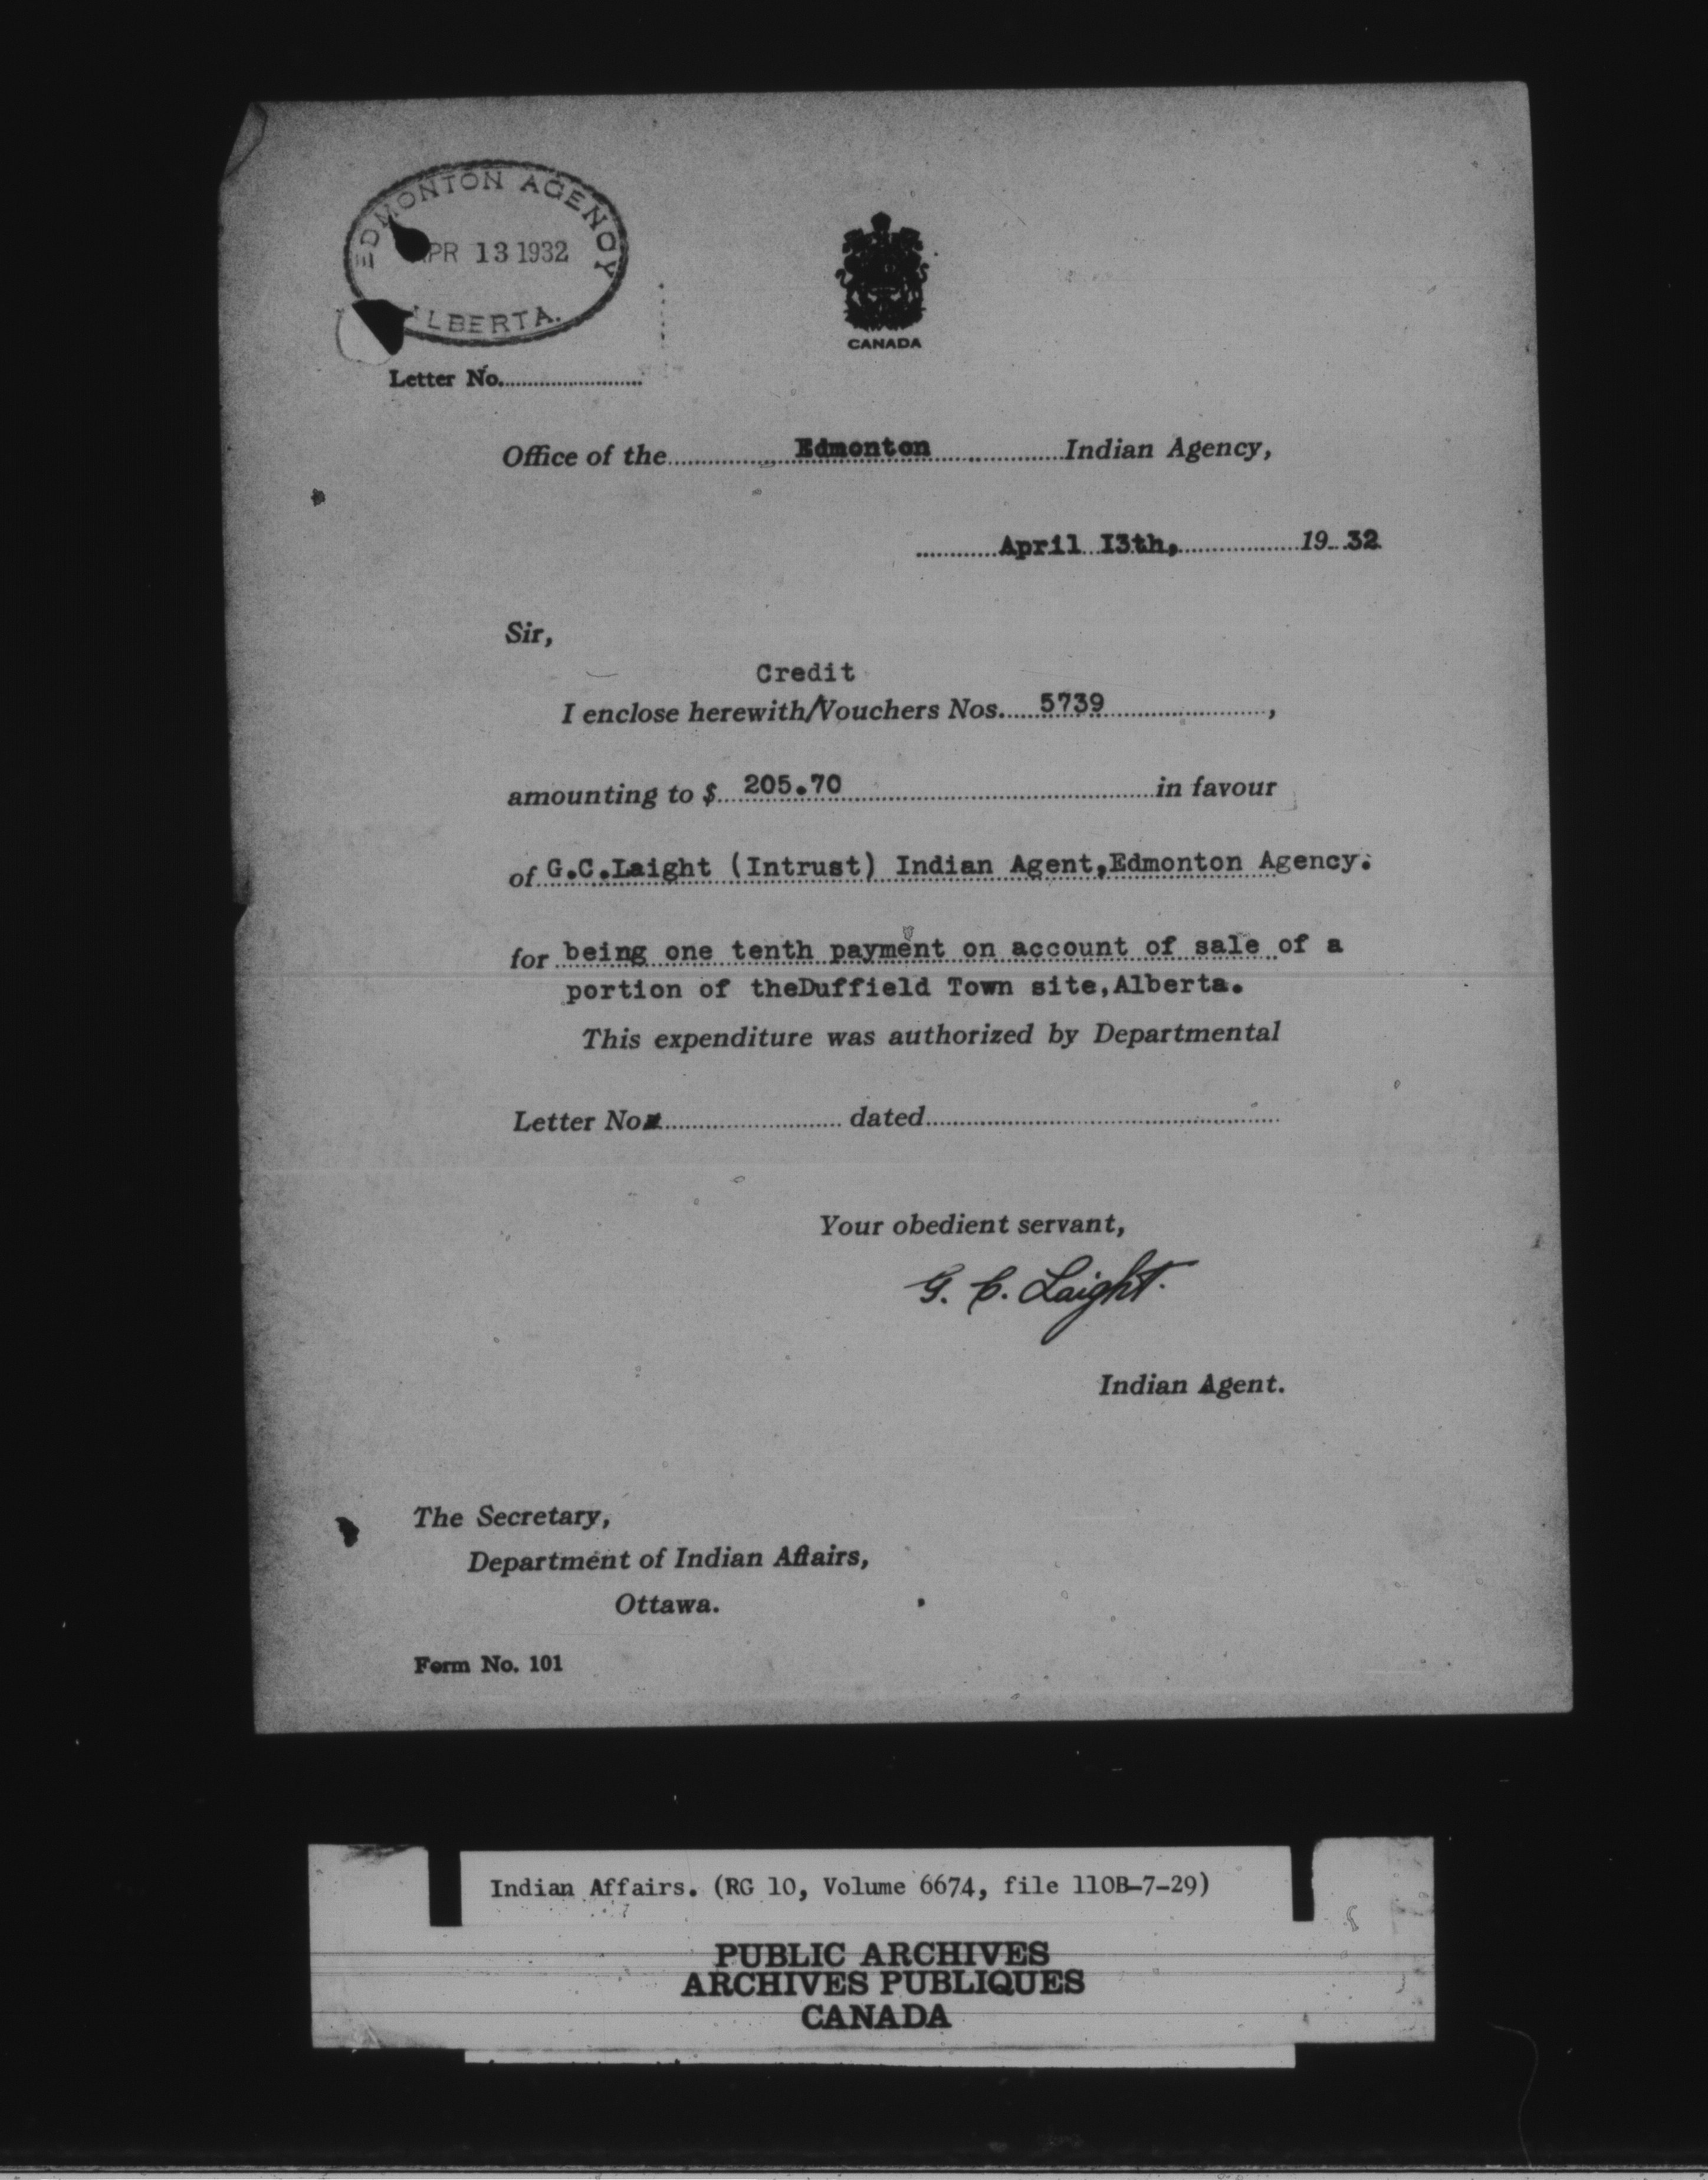 EDMONTON AGENCY
APR 13 1932
ALBERTA.
CANADA
Letter No.
Office of the Edmonton Indian Agency,
April I3th, 19 32
Sir,
Credit
I enclose herewith/Vouchers Nos. 5739 ,
amounting to $ 205.70 in favour
of G.C.Laight (Intrust) Indian Agent,Edmonton Agency.
for being one tenth payment on account of sale of a
portion of theDuffield Town site,Alberta.
This expenditure was authorized by Departmental
Letter No. dated
Your obedient servant,
G. C. Laight.
Indian Agent.
The Secretary,
Department of Indian Affairs,
Ottawa.
Form No. 101
Indian Affairs. (RG 10, Volume 6674, file 110B-7-29)
PUBLIC ARCHIVES
ARCHIVES PUBLIQUES
CANADA